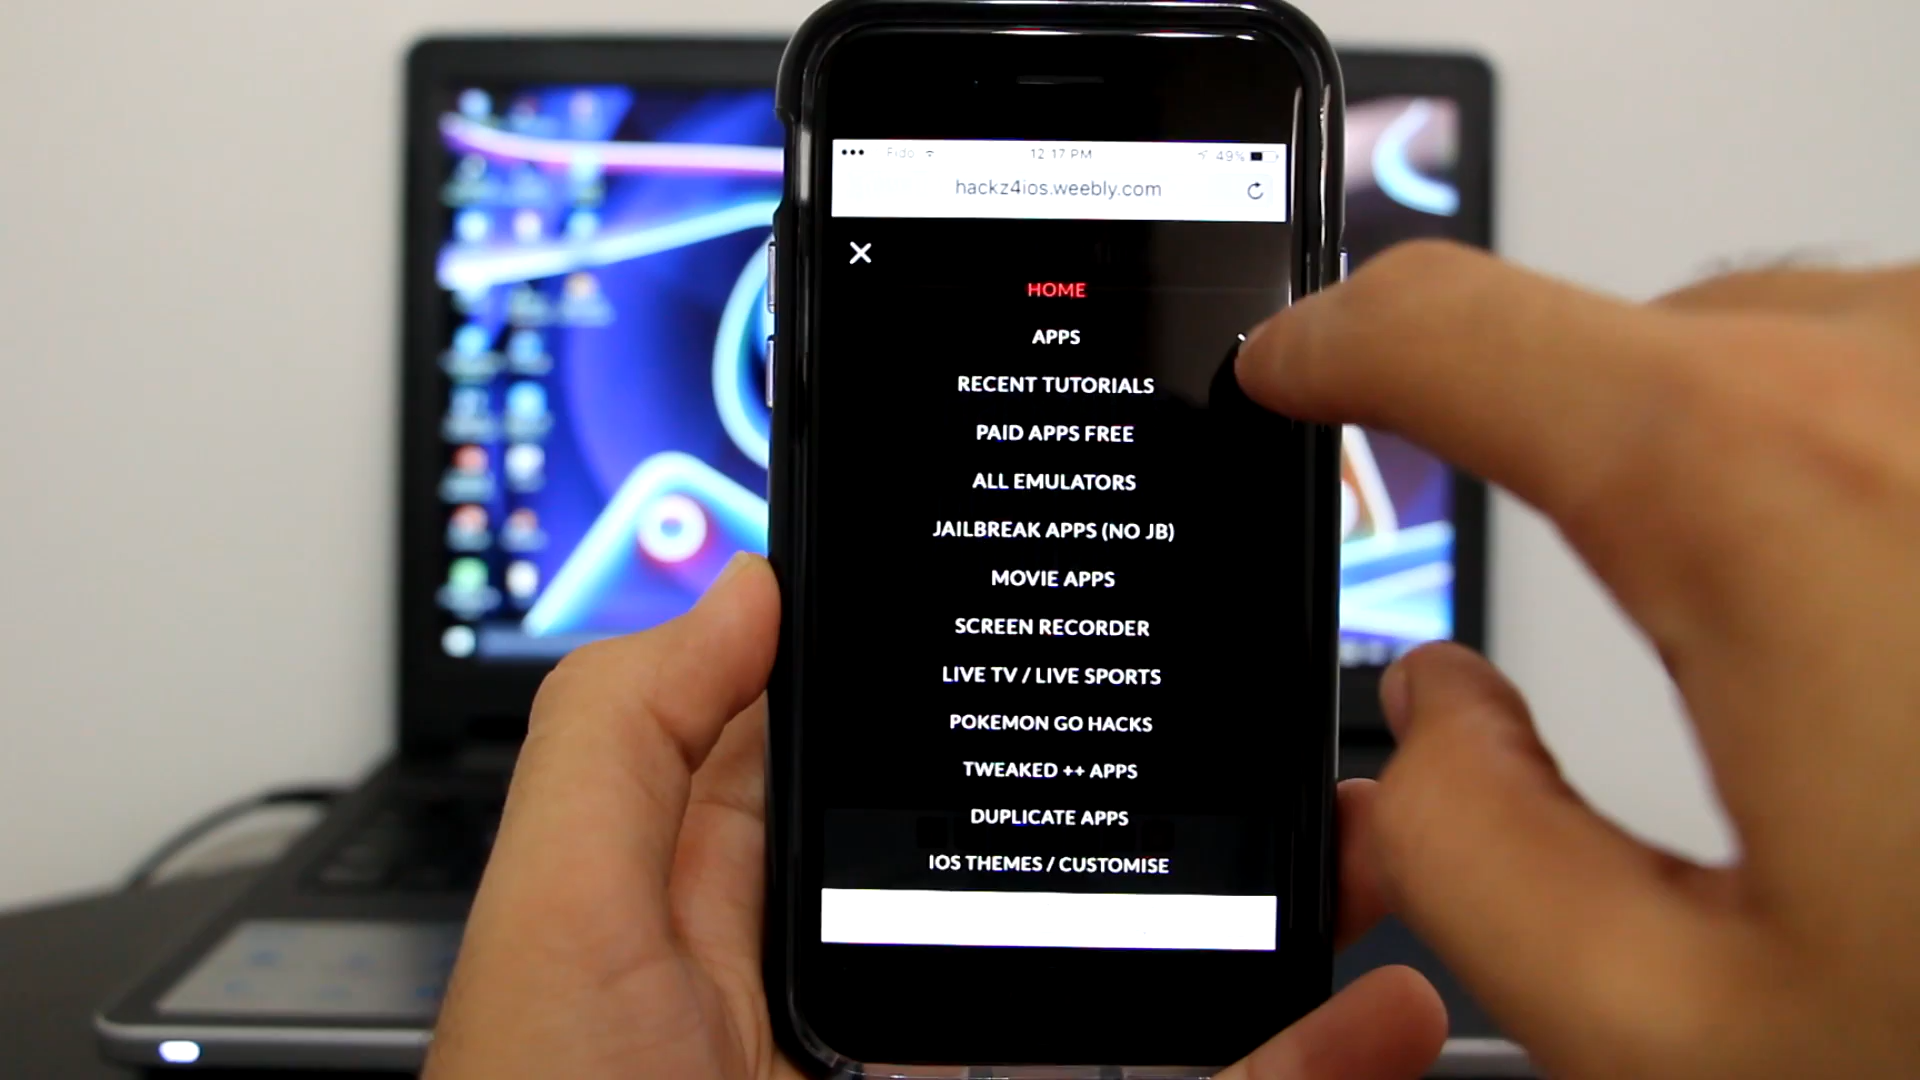 Fido 12:17 PM 49%
hackz4ios.weebly.com
HOME
APPS
RECENT TUTORIALS
PAID APPS FREE
ALL EMULATORS
JAILBREAK APPS (NO JB)
MOVIE APPS
SCREEN RECORDER
LIVE TV / LIVE SPORTS
POKEMON GO HACKS
TWEAKED ++ APPS
DUPLICATE APPS
IOS THEMES / CUSTOMISE